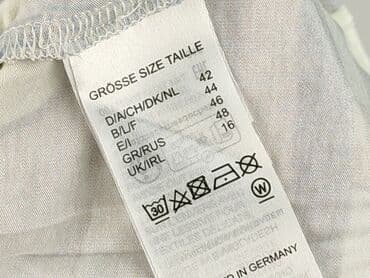 GRÖSSE SIZE TAILLE
D/A/CH/DK/NL 42
B/L/F 44
E/I 46
GR/RUS 48
UK/IRL 16
30
W
IN GERMANY